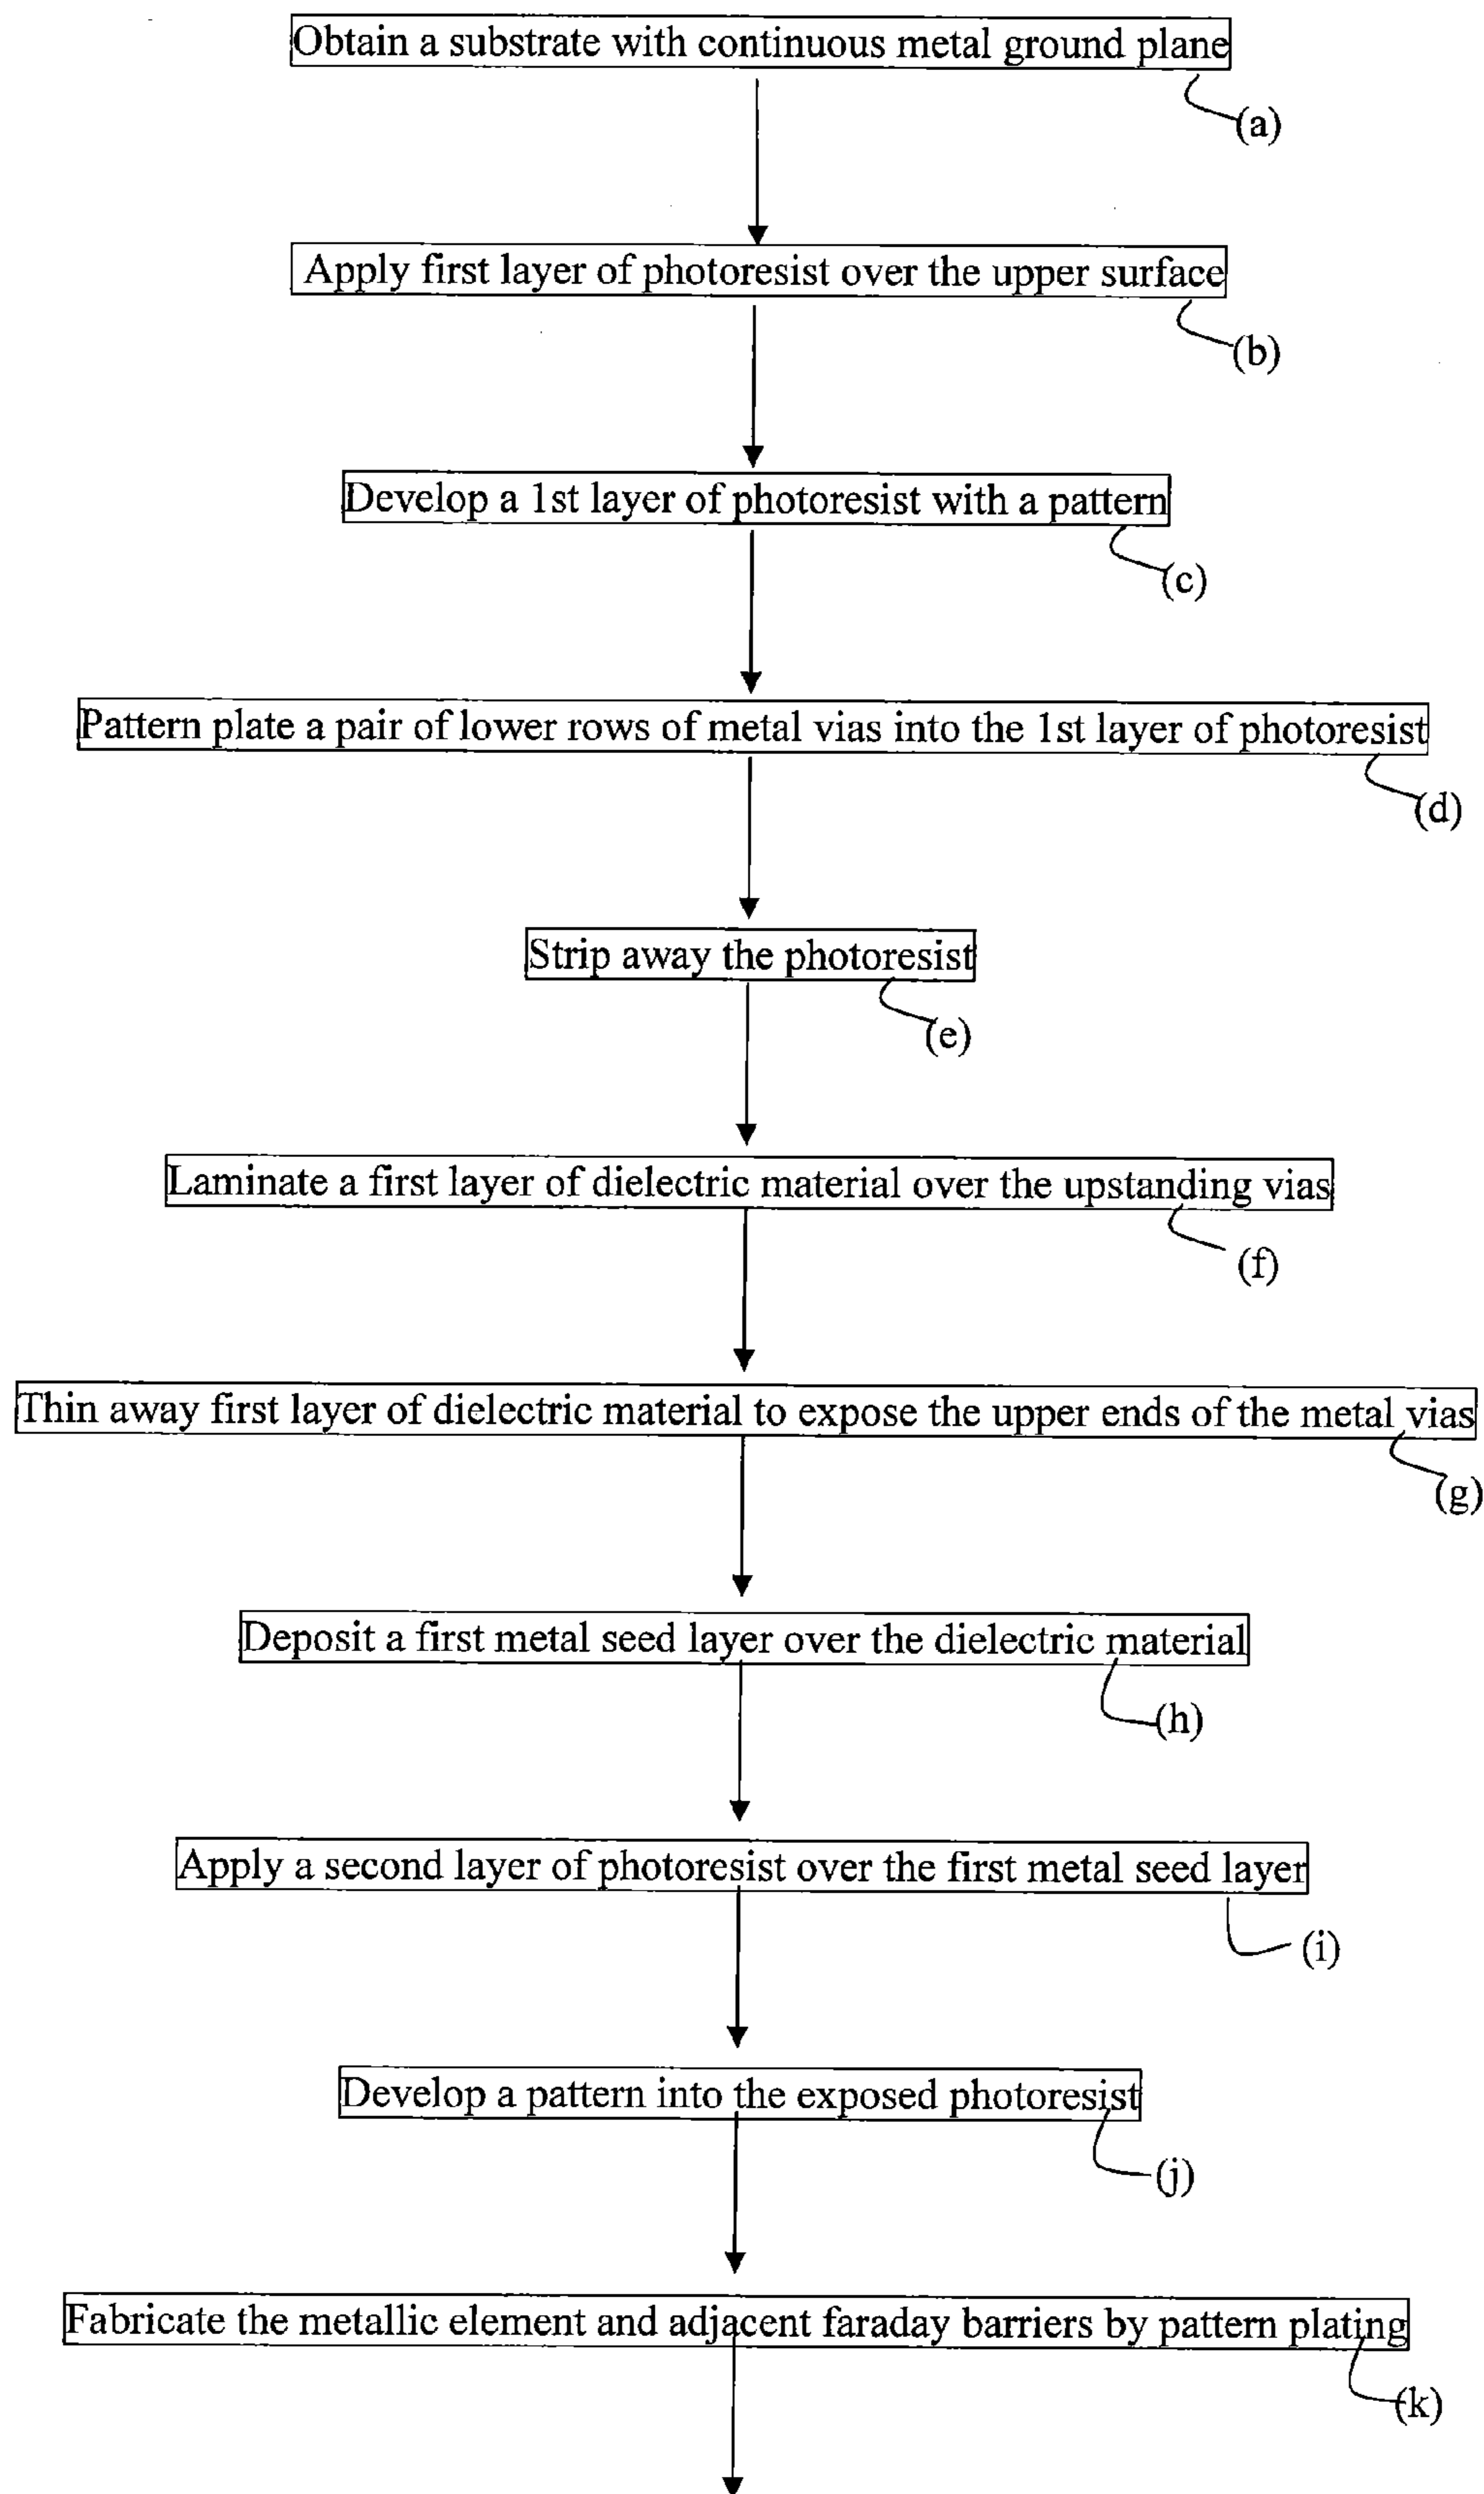 Obtain a substrate with continuous metal ground plane
(a)
Apply first layer of photoresist over the upper surface
(b)
Develop a 1st layer of photoresist with a pattern
(c)
Pattern plate a pair of lower rows of metal vias into the 1st layer of photoresist
(d)
Strip away the photoresist
(e)
Laminate a first layer of dielectric material over the upstanding vias
(f)
Thin away first layer of dielectric material to expose the upper ends of the metal vias
(g)
Deposit a first metal seed layer over the dielectric material
(h)
Apply a second layer of photoresist over the first metal seed layer
(i)
Develop a pattern into the exposed photoresist
(j)
Fabricate the metallic element and adjacent faraday barriers by pattern plating
(k)